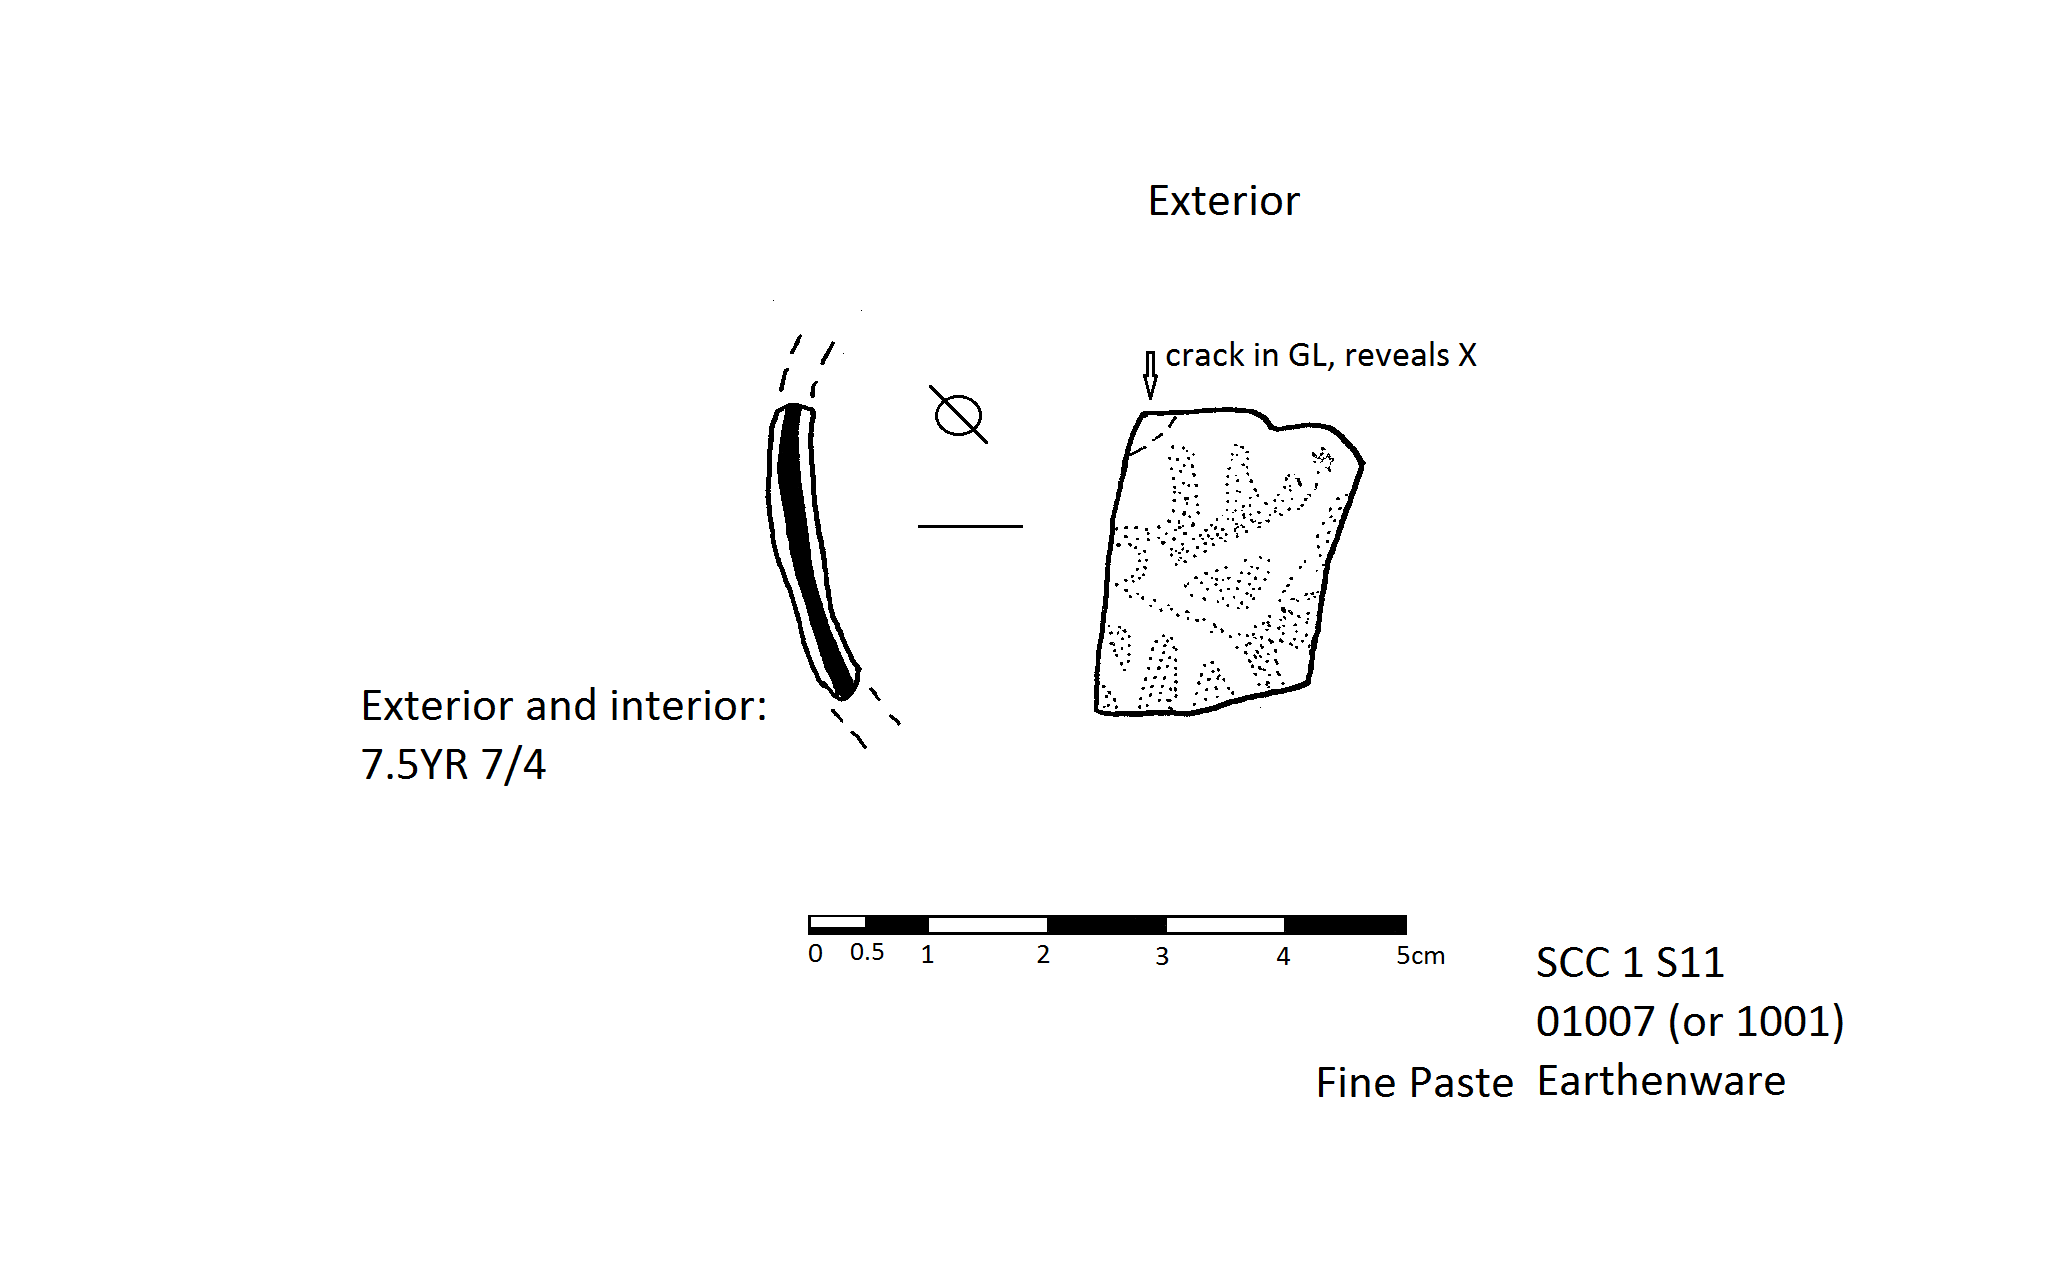 Exterior
crack in GL, reveals X
Exterior and interior:
7.5YR 7/4
0 0.5 1 2 3 4 5cm
SCC 1 S11
01007 (or 1001)
Fine Paste Earthenware